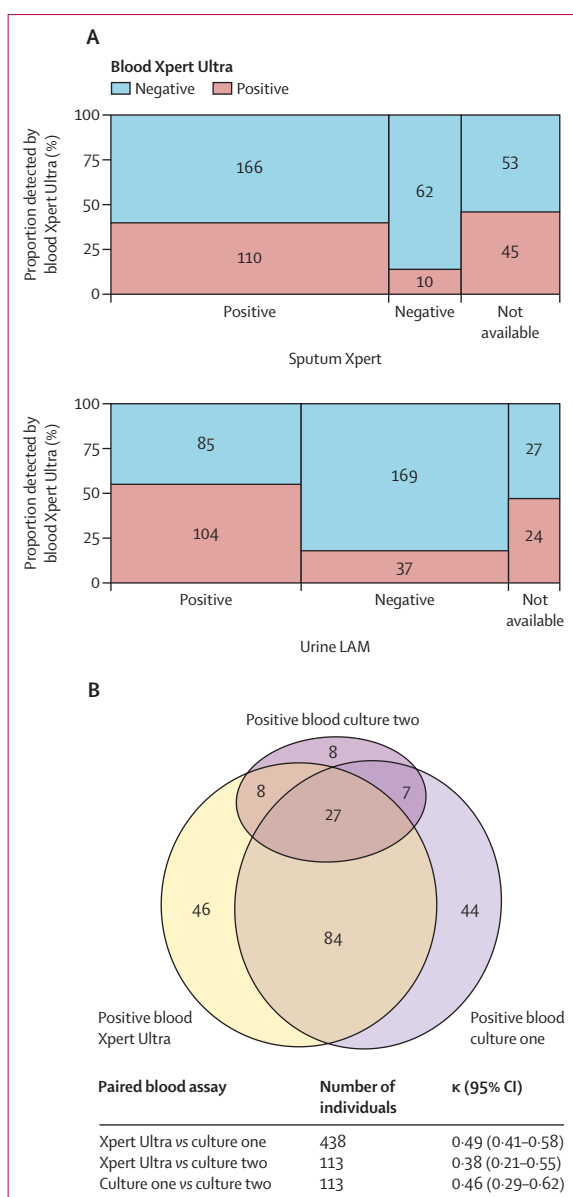 A
Blood Xpert Ultra
Negative Positive
Proportion detected by
blood Xpert Ultra (%)
100
75
50
25
0
166
62
53
110
10
45
Positive
Negative
Not
available
Sputum Xpert
Proportion detected by
blood Xpert Ultra (%)
100
75
50
25
0
85
169
27
104
37
24
Positive
Negative
Not
available
Urine LAM
B
Positive blood culture two
8
8
7
27
46
84
44
Positive blood
Xpert Ultra
Positive blood
culture one
Paired blood assay Number of κ (95% CI)
individuals
Xpert Ultra vs culture one 438 0·49 (0·41–0·58)
Xpert Ultra vs culture two 113 0·38 (0·21–0·55)
Culture one vs culture two 113 0·46 (0·29–0·62)